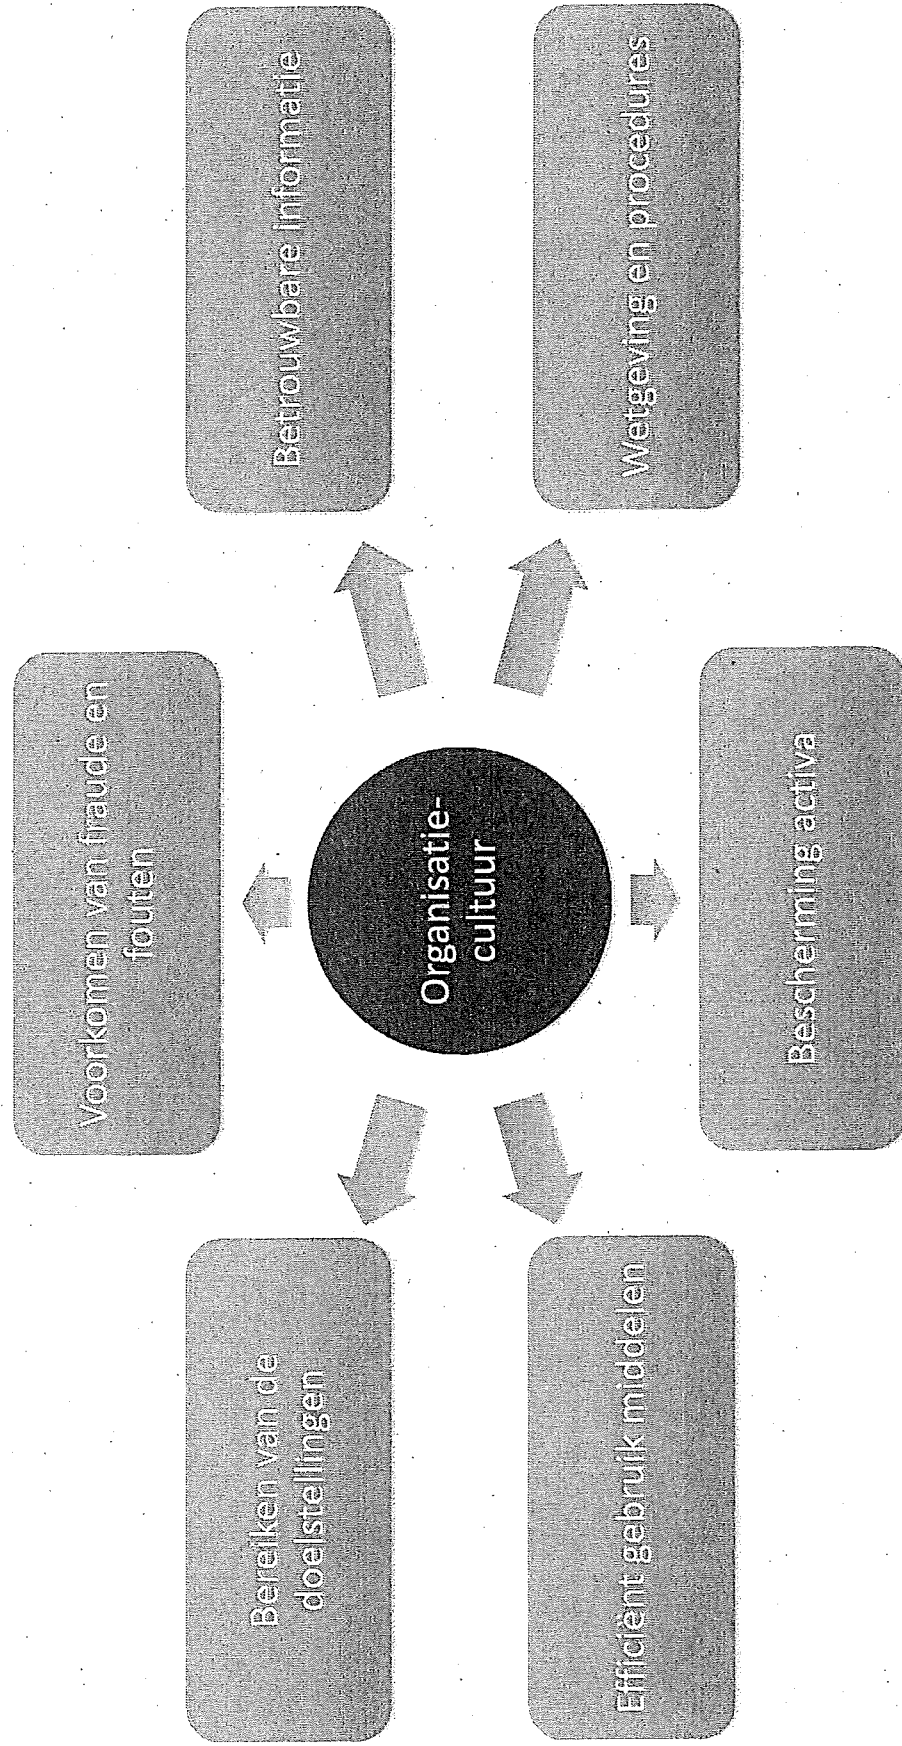 Voorkomen van fraude en
fouten
Bereiken van de
doelstellingen
Betrouwbare informatie
Organisatie-
cultuur
Efficiënt gebruik middelen
Wetgeving en procedures
Bescherming activa